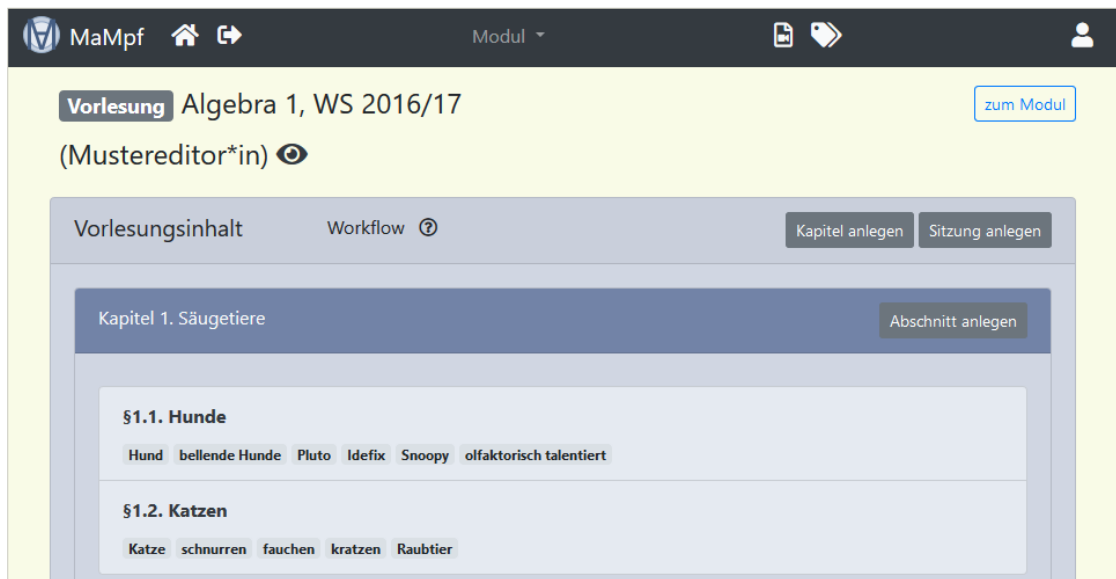 MaMpf Modul
Vorlesung Algebra 1, WS 2016/17 zum Modul
(Mustereditor*in)
Vorlesungsinhalt Workflow Kapitel anlegen Sitzung anlegen
Kapitel 1. Säugetiere Abschnitt anlegen
§1.1. Hunde
Hund bellende Hunde Pluto Idefix Snoopy olfaktorisch talentiert
§1.2. Katzen
Katze schnurren fauchen kratzen Raubtier